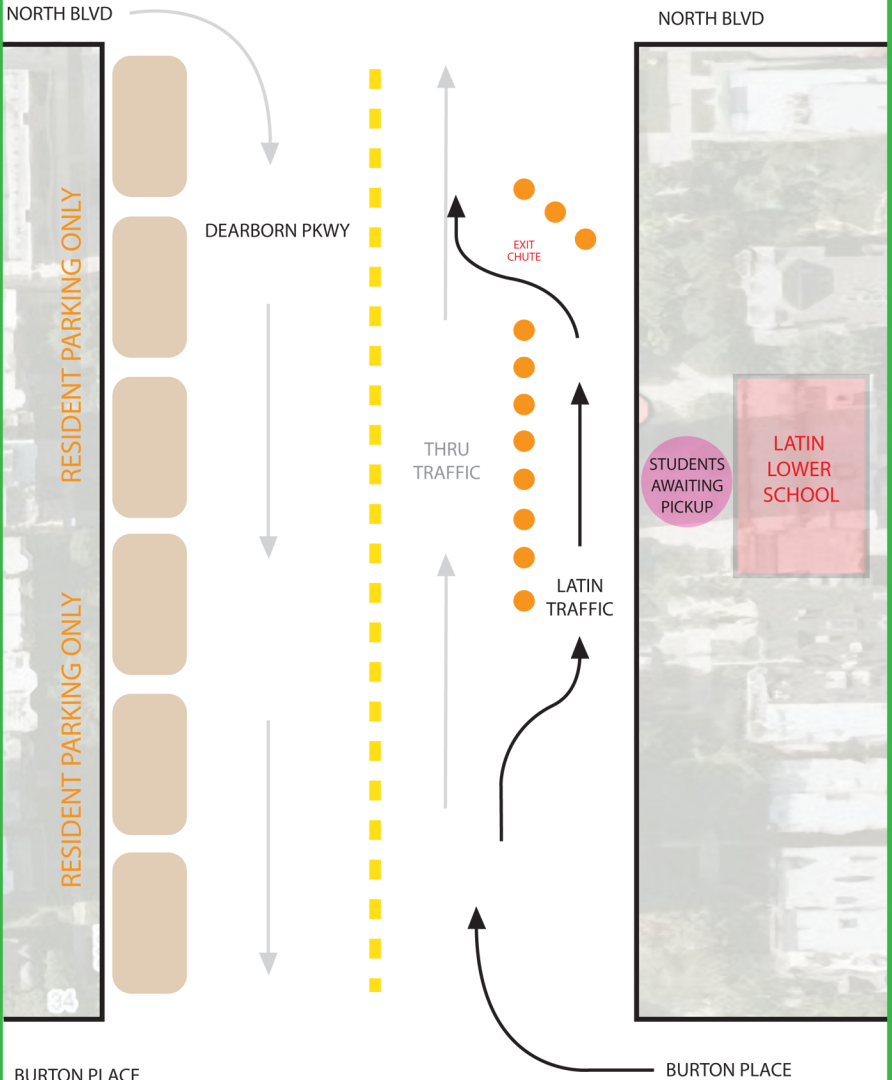 NORTH BLVD
NORTH BLVD
RESIDENT PARKING ONLY
DEARBORN PKWY
EXIT
CHUTE
THRU
TRAFFIC
STUDENTS
AWAITING
PICKUP
LATIN
LOWER
SCHOOL
LATIN
TRAFFIC
RESIDENT PARKING ONLY
34
BURTON PLACE
BURTON PLACE